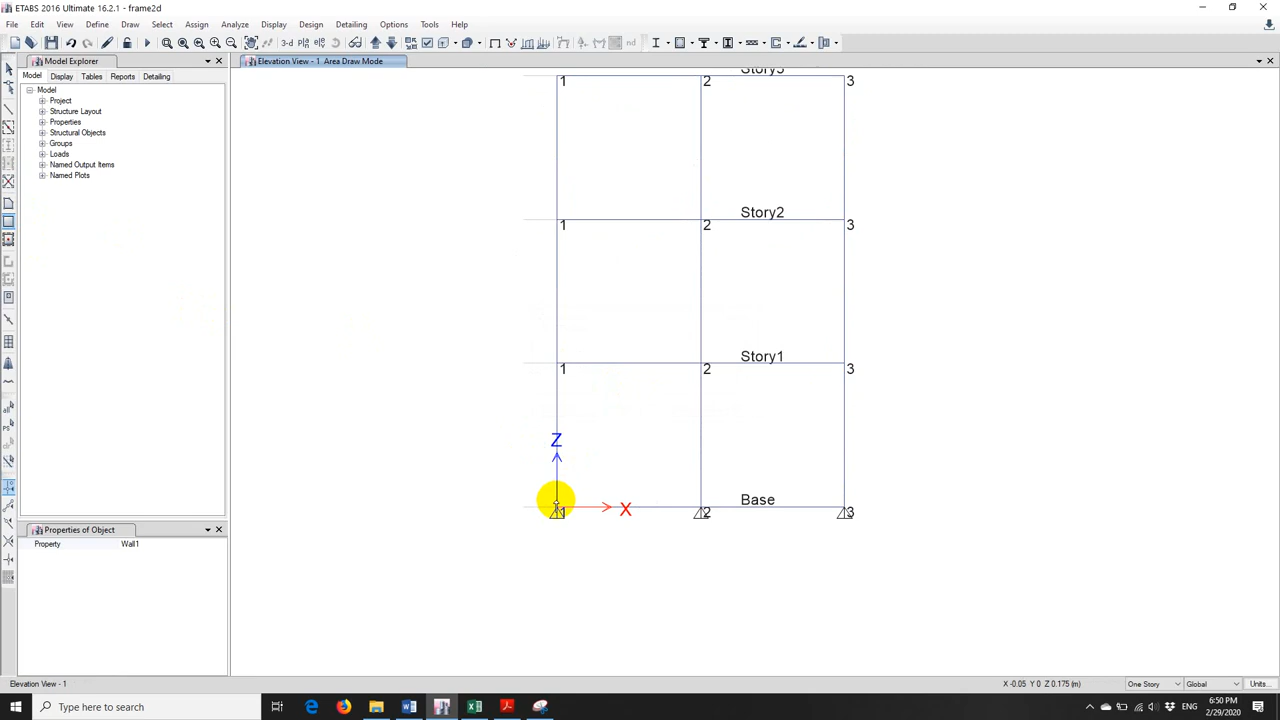 ETABS 2016 Ultimate 16.2.1 - frame2d
File Edit View Define Draw Select Assign Analyze Display Design Detailing Options Tools Help
3-d
nd
Model Explorer
Elevation View - 1 Area Draw Mode
Model Display Tables Reports Detailing
Model
Project
Structure Layout
Properties
Structural Objects
Groups
Loads
Named Output Items
Named Plots
1 2 3
Story2
1 2 3
Story1
1 2 3
Z
Base
1 X 2 3
Properties of Object
Property Wall1
Elevation View - 1
X -0.05 Y 0 Z 0.175 (m)
One Story
Global
Units...
Type here to search
6:50 PM
2/29/2020